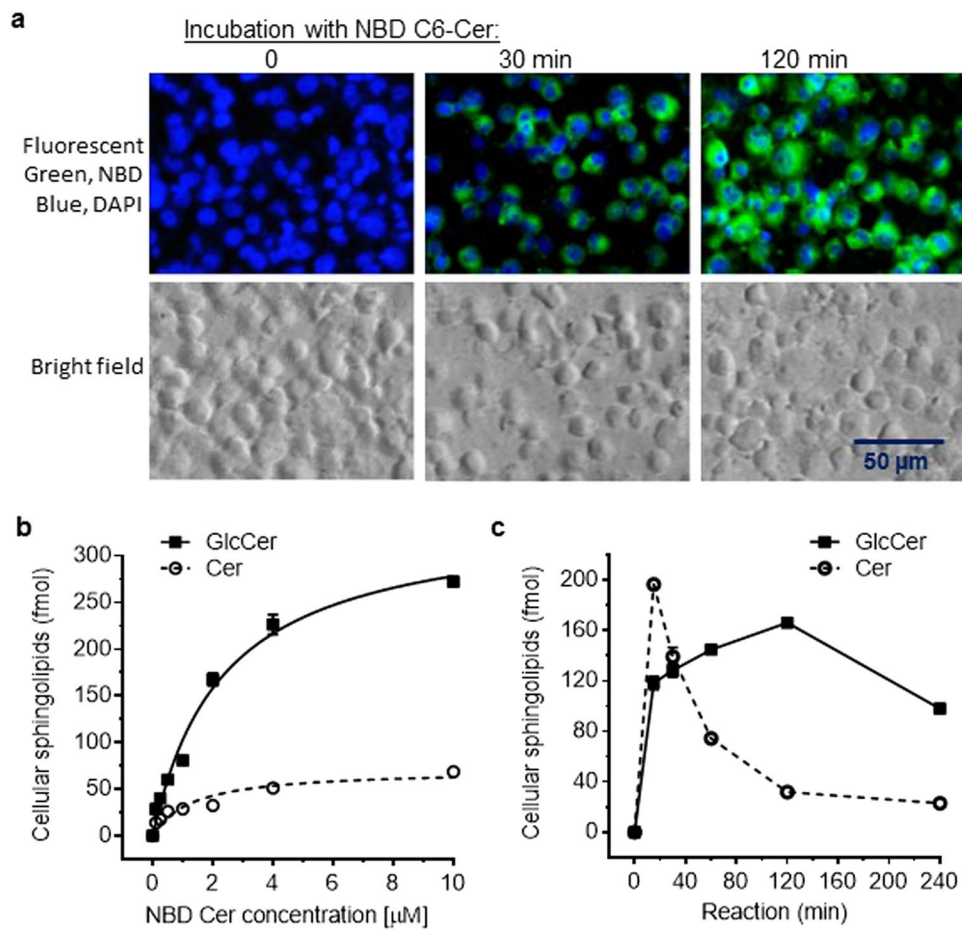 a
Incubation with NBD C6-Cer:
0 30 min 120 min
Fluorescent
Green, NBD
Blue, DAPI
Bright field
50 µm
b
GlcCer
Cer
Cellular sphingolipids (fmol)
300
250
200
150
100
50
0
0 2 4 6 8 10
NBD Cer concentration [µM]
c
GlcCer
Cer
Cellular sphingolipids (fmol)
200
160
120
80
40
0
0 40 80 120 160 200 240
Reaction (min)